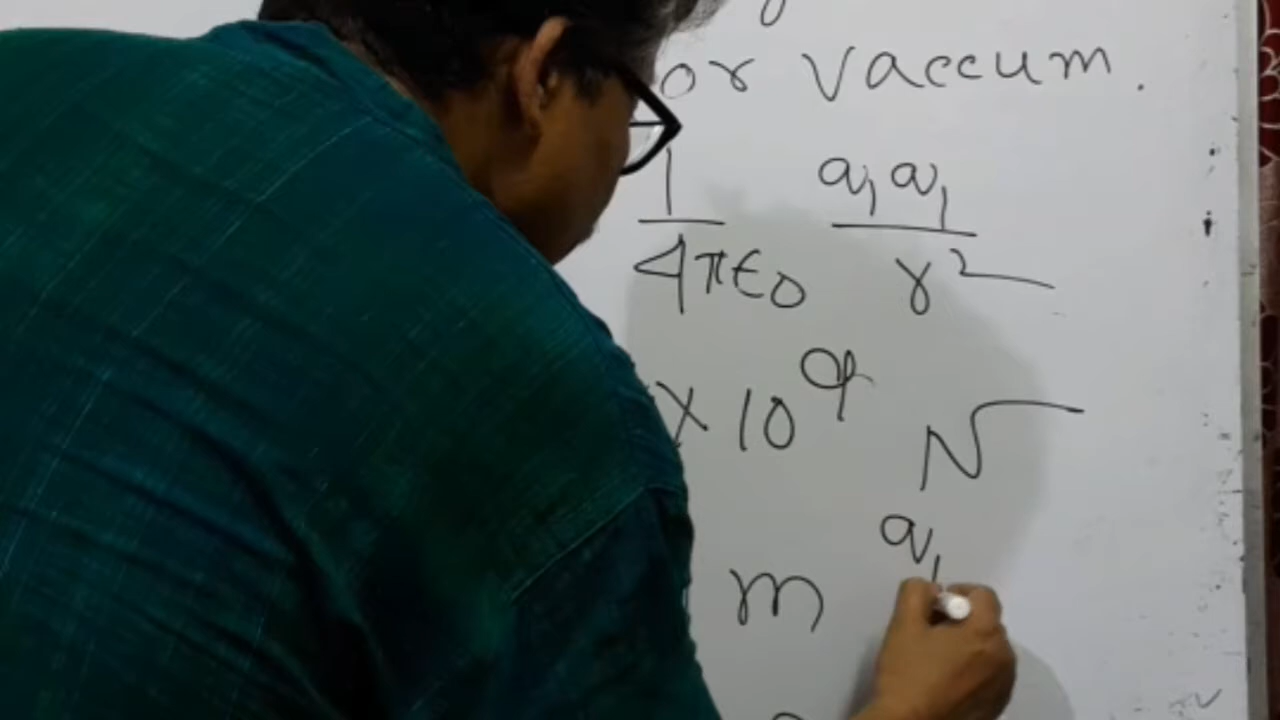 or vaccum.
1/4πϵ0 q1q1/r²
× 10⁹ N
m q1